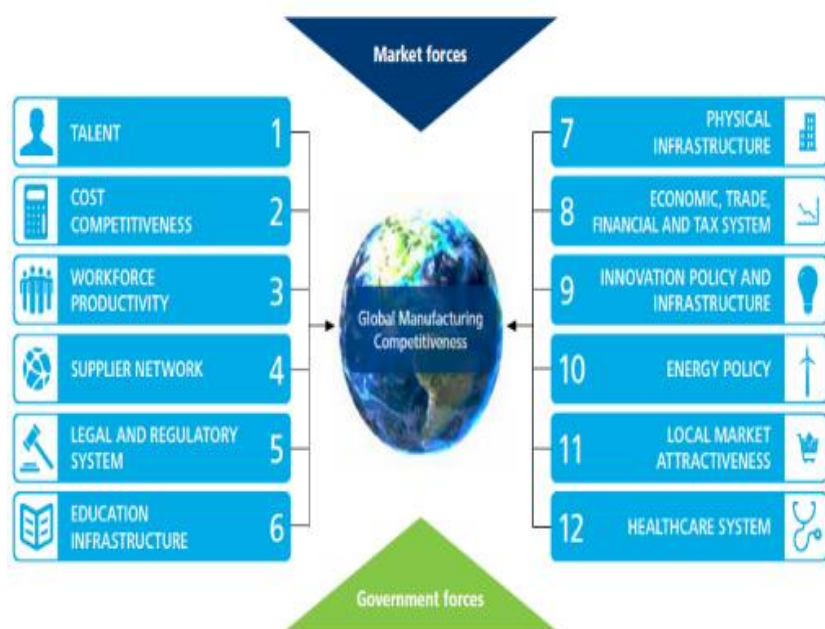 Market forces
TALENT 1
COST
COMPETITIVENESS 2
WORKFORCE
PRODUCTIVITY 3
SUPPLIER NETWORK 4
LEGAL AND REGULATORY
SYSTEM 5
EDUCATION
INFRASTRUCTURE 6
Global Manufacturing
Competitiveness
7 PHYSICAL
INFRASTRUCTURE
8 ECONOMIC, TRADE,
FINANCIAL AND TAX SYSTEM
9 INNOVATION POLICY AND
INFRASTRUCTURE
10 ENERGY POLICY
11 LOCAL MARKET
ATTRACTIVENESS
12 HEALTHCARE SYSTEM
Government forces